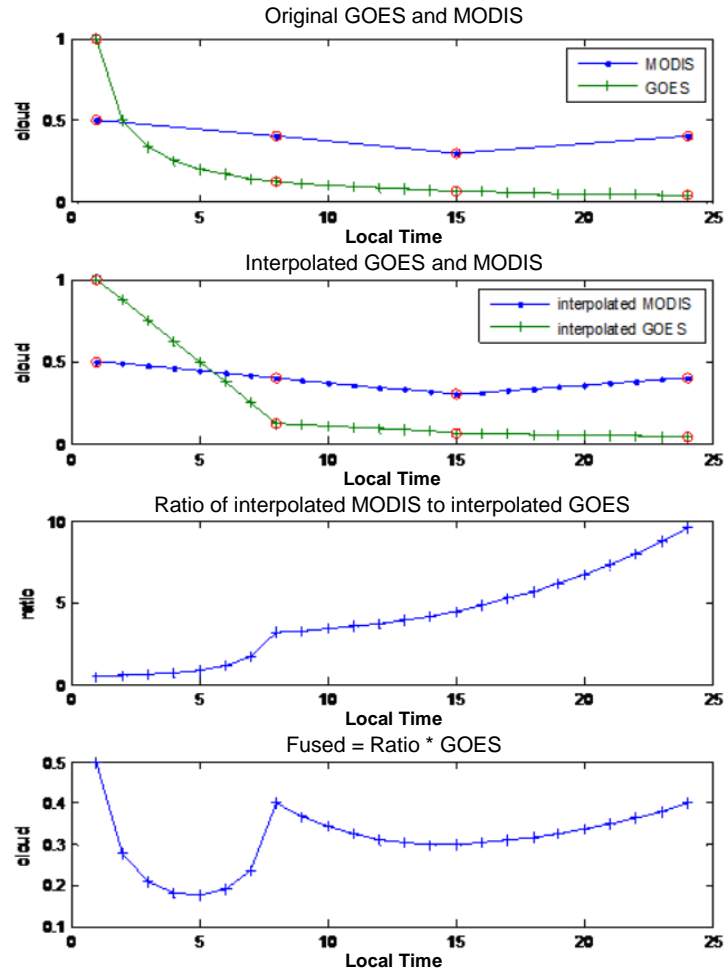 Original GOES and MODIS
1
0.5
0
cloud
MODIS
GOES
0 5 10 15 20 25
Local Time
Interpolated GOES and MODIS
1
0.5
0
cloud
interpolated MODIS
interpolated GOES
0 5 10 15 20 25
Local Time
Ratio of interpolated MODIS to interpolated GOES
10
5
0
ratio
0 5 10 15 20 25
Local Time
Fused = Ratio * GOES
0.5
0.4
0.3
0.2
0.1
cloud
0 5 10 15 20 25
Local Time